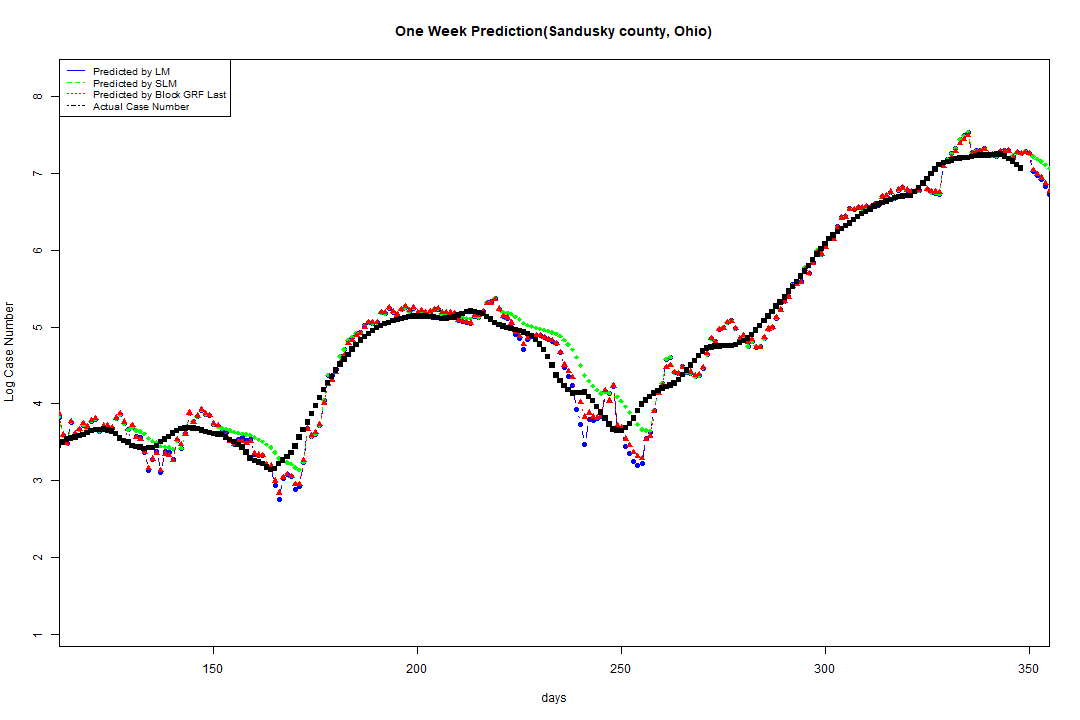 One Week Prediction(Sandusky county, Ohio)
Predicted by LM
Predicted by SLM
Predicted by Block GRF Last
Actual Case Number
8
7
6
5
4
3
2
1
Log Case Number
150
200
250
300
350
days